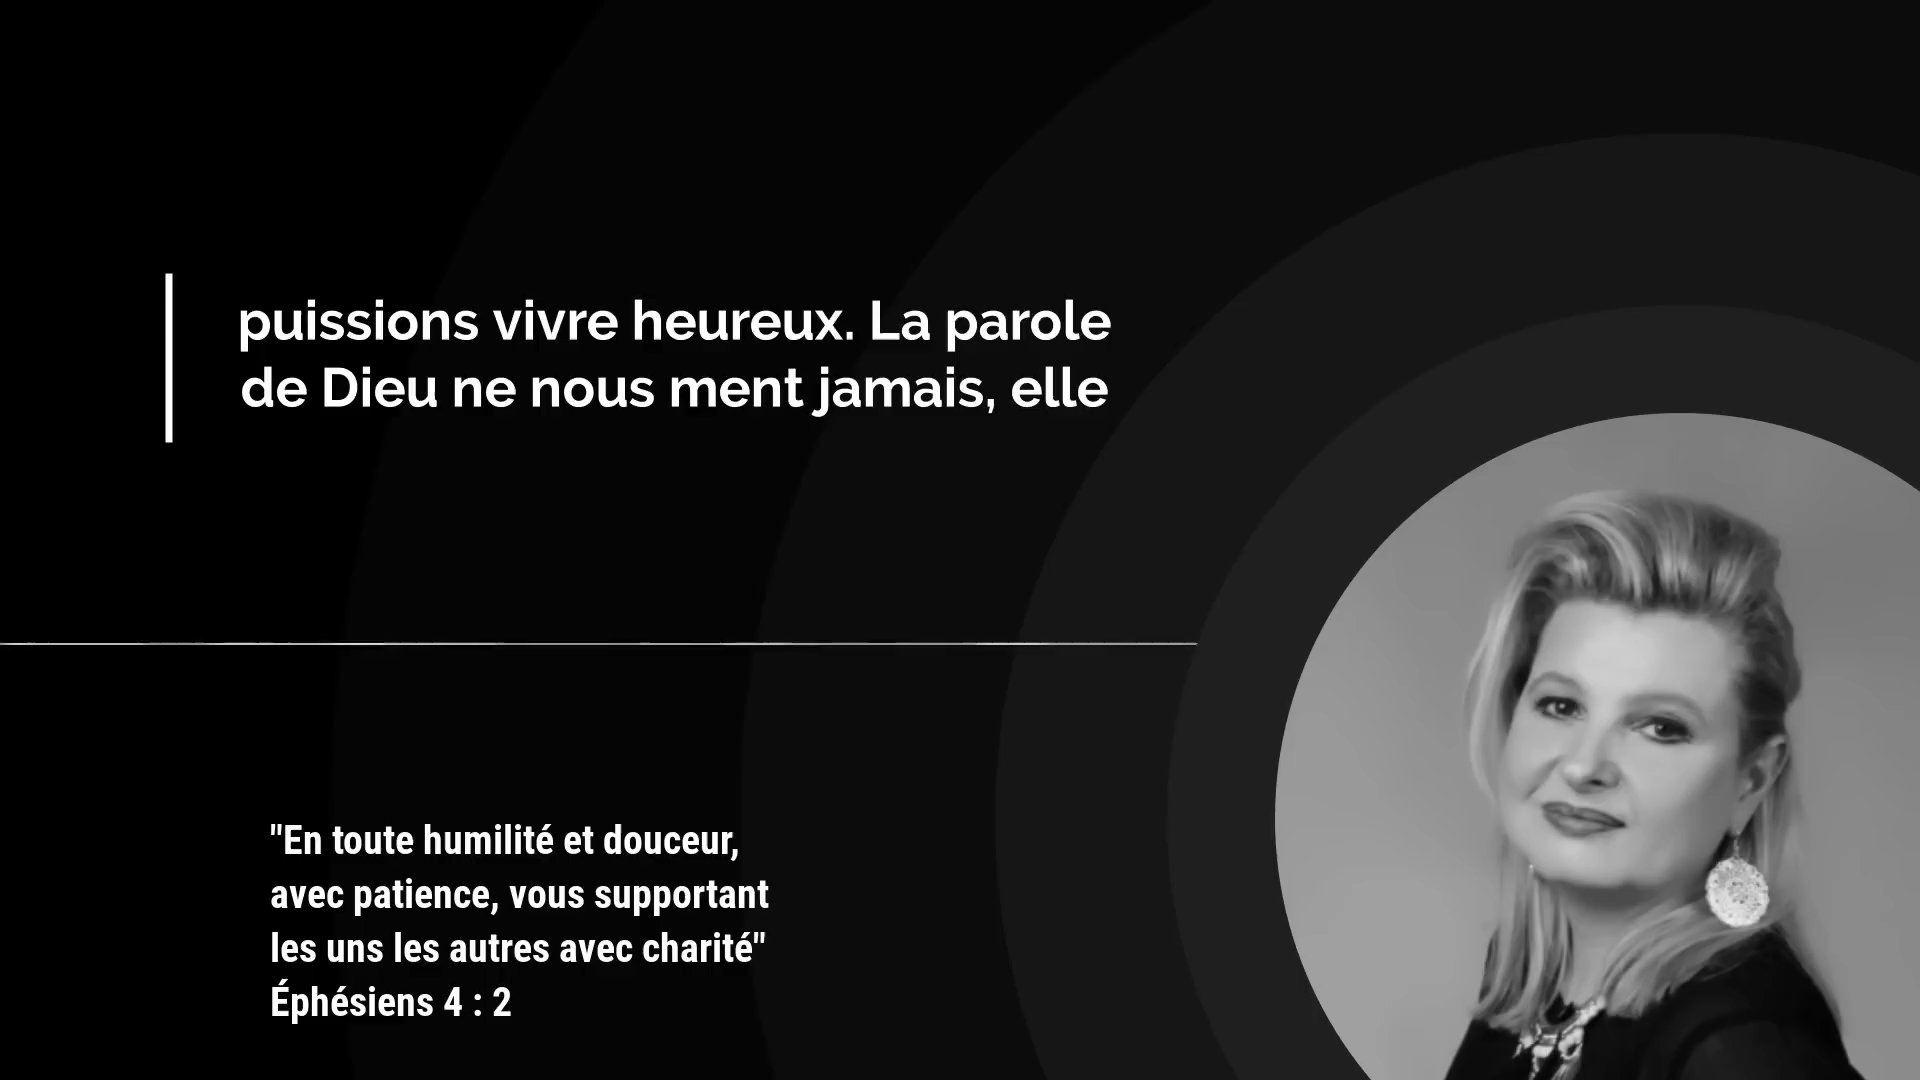 puissions vivre heureux. La parole
de Dieu ne nous ment jamais, elle
"En toute humilité et douceur,
avec patience, vous supportant
les uns les autres avec charité"
Éphésiens 4 : 2